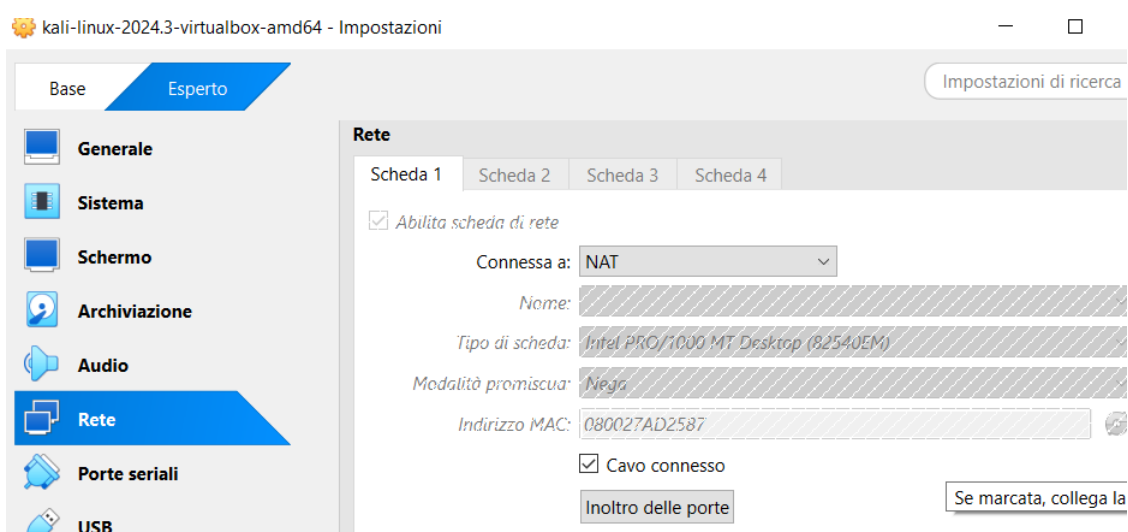 kali-linux-2024.3-virtualbox-amd64 - Impostazioni
Base Esperto Impostazioni di ricerca
Generale
Sistema
Schermo
Archiviazione
Audio
Rete
Porte seriali
USB
Rete
Scheda 1 Scheda 2 Scheda 3 Scheda 4
Abilita scheda di rete
Connessa a: NAT
Nome:
Tipo di scheda: Intel PRO/1000 MT Desktop (82540EM)
Modalità promiscua: Nega
Indirizzo MAC: 080027AD2587
Cavo connesso
Inoltro delle porte
Se marcata, collega la